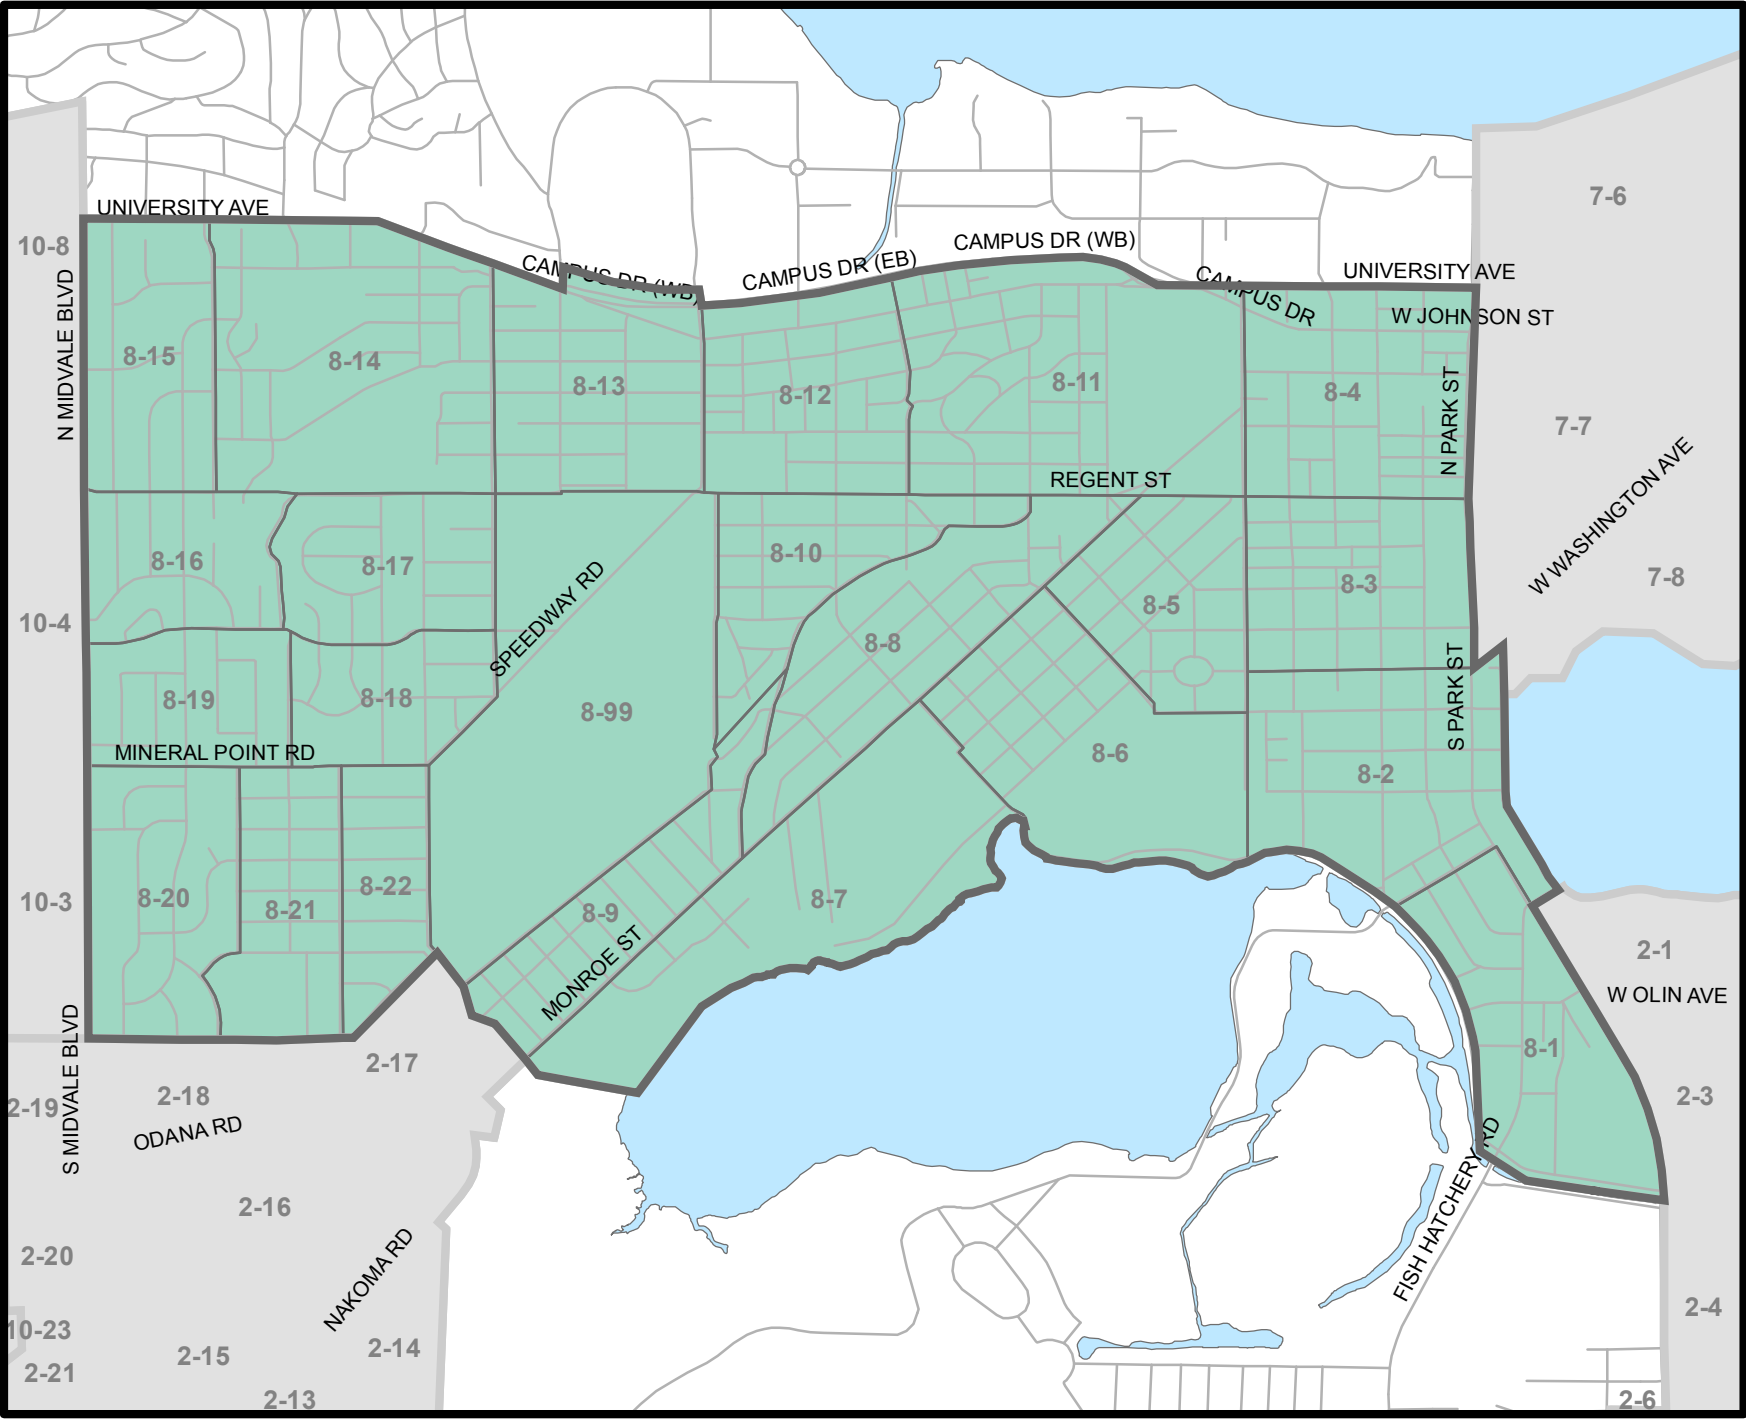 7-6
UNIVERSITY AVE
10-8
CAMPUS DR (WB)
CAMPUS DR (EB)
CAMPUS DR (WB)
CAMPUS DR
UNIVERSITY AVE
W JOHNSON ST
N MIDVALE BLVD
8-15
8-14
8-13
8-12
8-11
8-4
N PARK ST
7-7
REGENT ST
W WASHINGTON AVE
8-16
8-17
SPEEDWAY RD
8-10
8-5
8-3
7-8
10-4
8-8
8-19
8-18
8-99
S PARK ST
MINERAL POINT RD
8-6
8-2
10-3
8-20
8-21
8-22
8-9
8-7
MONROE ST
2-1
W OLIN AVE
S MIDVALE BLVD
2-17
8-1
2-19
2-18
2-3
ODANA RD
FISH HATCHERY RD
2-16
NAKOMA RD
2-20
2-4
10-23
2-15
2-14
2-21
2-13
2-6